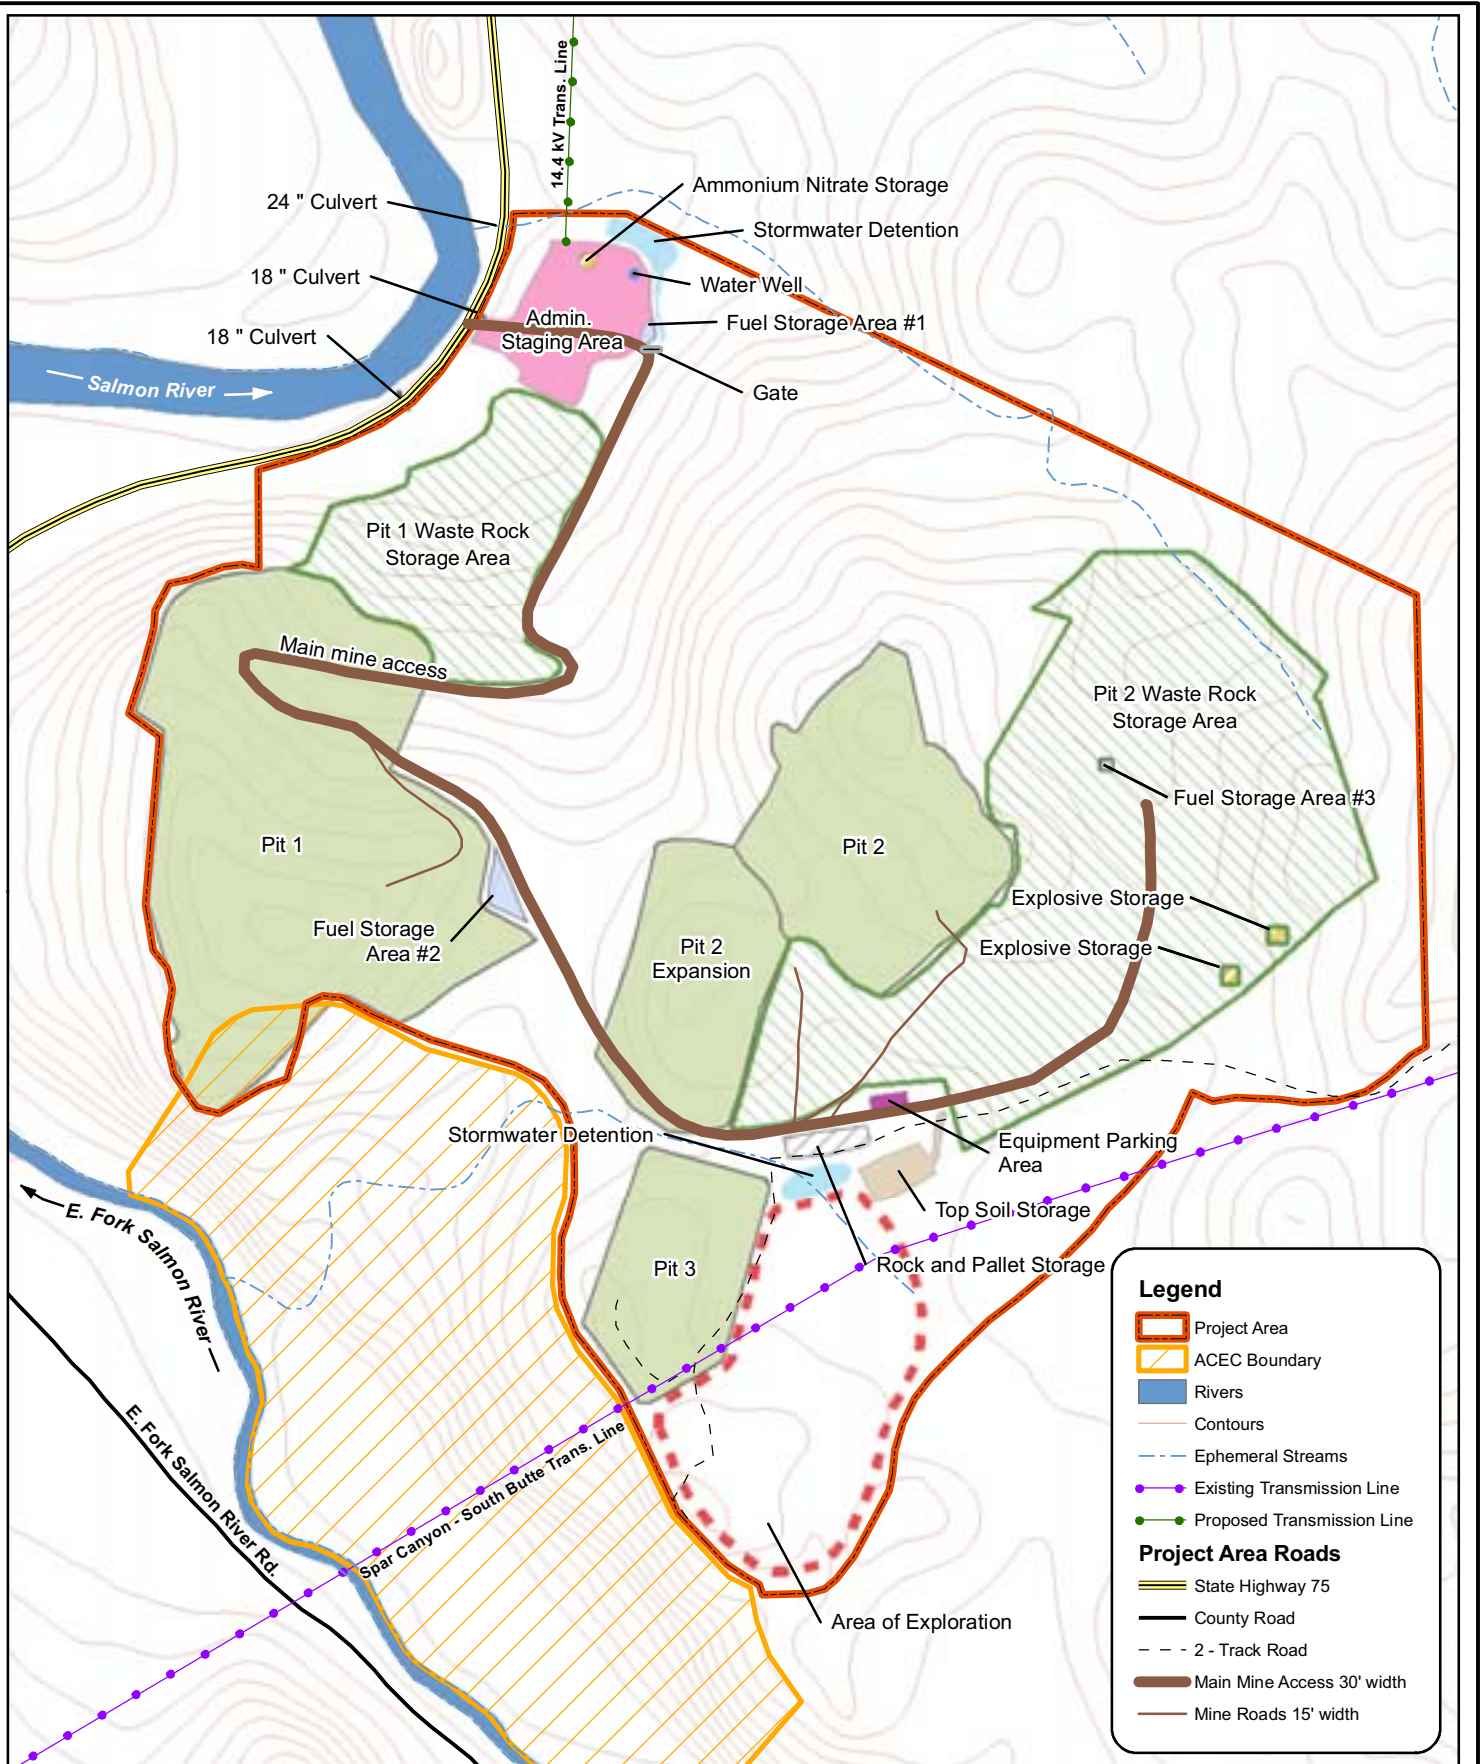 14.4 kV Trans. Line
Ammonium Nitrate Storage
24 " Culvert
Stormwater Detention
18 " Culvert
Water Well
Admin.
Staging Area
Fuel Storage Area #1
18 " Culvert
Salmon River
Gate
Pit 1 Waste Rock
Storage Area
Main mine access
Pit 2 Waste Rock
Storage Area
Fuel Storage Area #3
Pit 1
Pit 2
Explosive Storage
Fuel Storage
Area #2
Pit 2
Expansion
Explosive Storage
Stormwater Detention
Equipment Parking
Area
E. Fork Salmon River
Top Soil Storage
Pit 3
Rock and Pallet Storage
E. Fork Salmon River Rd.
Spar Canyon - South Butte Trans. Line
Area of Exploration
Legend
Project Area
ACEC Boundary
Rivers
Contours
Ephemeral Streams
Existing Transmission Line
Proposed Transmission Line
Project Area Roads
State Highway 75
County Road
2 - Track Road
Main Mine Access 30' width
Mine Roads 15' width